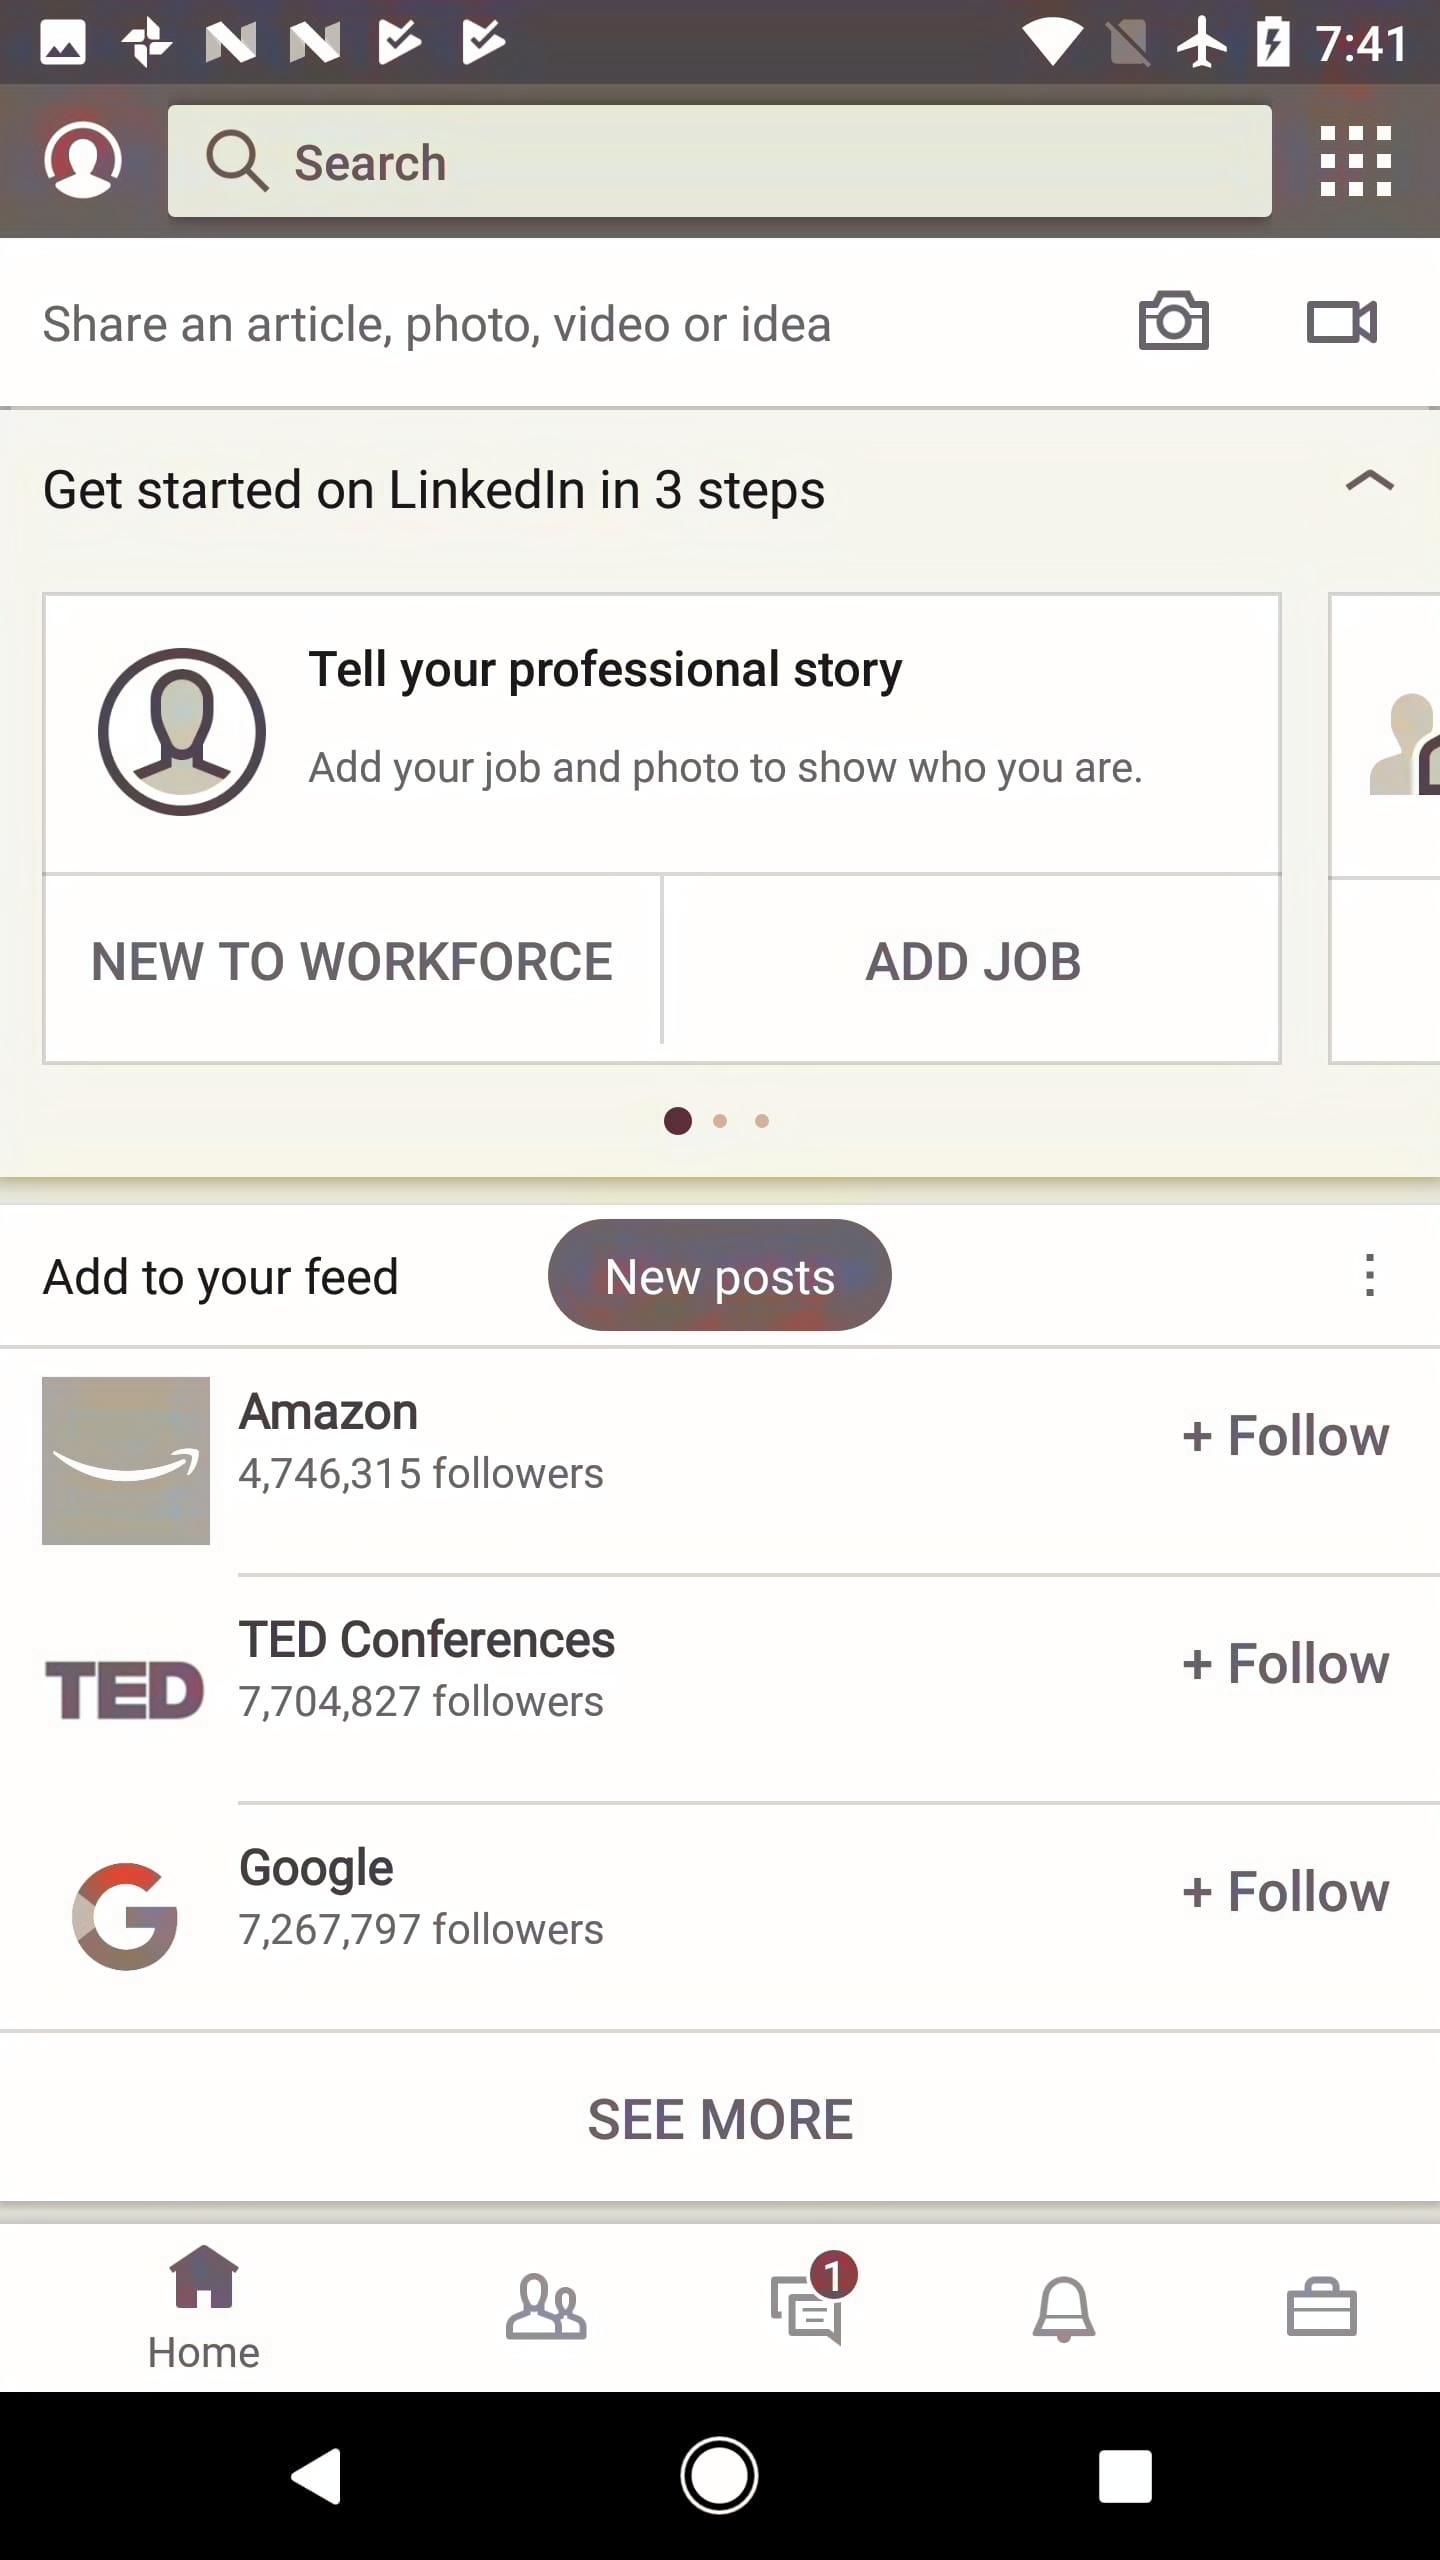 7:41
Search
Share an article, photo, video or idea
Get started on LinkedIn in 3 steps
Tell your professional story
Add your job and photo to show who you are.
NEW TO WORKFORCE
ADD JOB
Add to your feed
New posts
Amazon
4,746,315 followers
+ Follow
TED
TED Conferences
7,704,827 followers
+ Follow
G
Google
7,267,797 followers
+ Follow
SEE MORE
1
Home